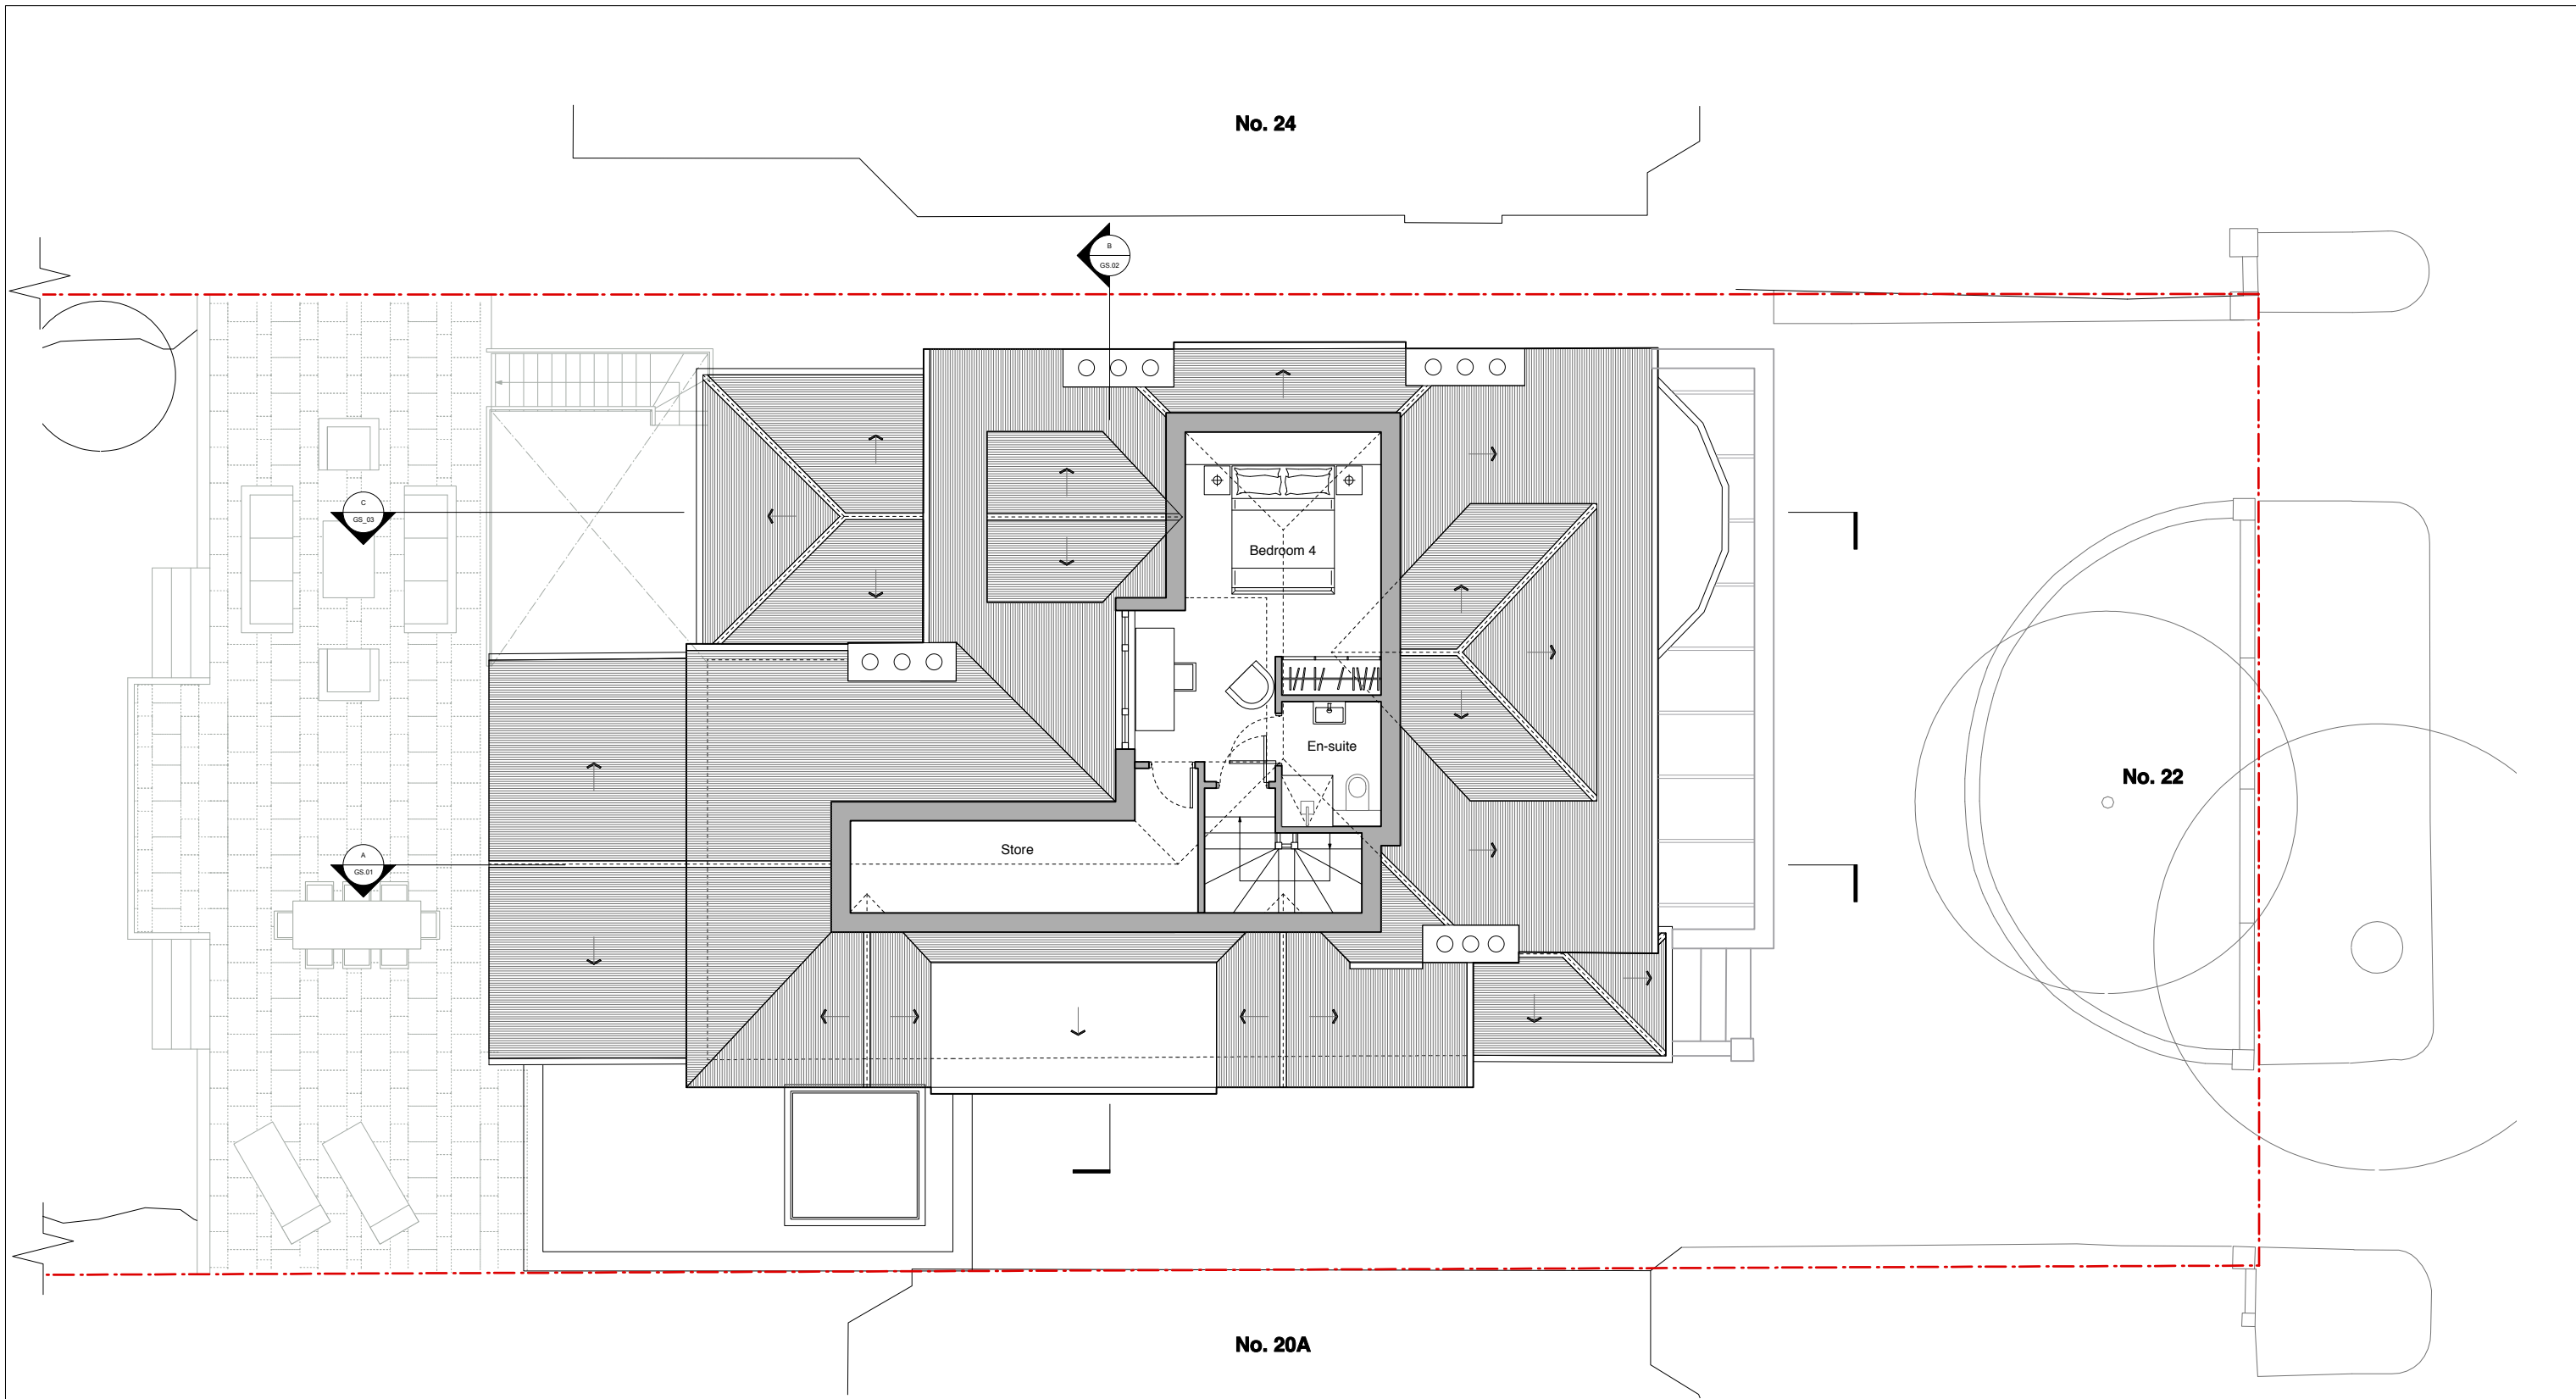 No. 24
B
GS.02
C
GS_03
Bedroom 4
En-suite
No. 22
Store
A
GS.01
No. 20A